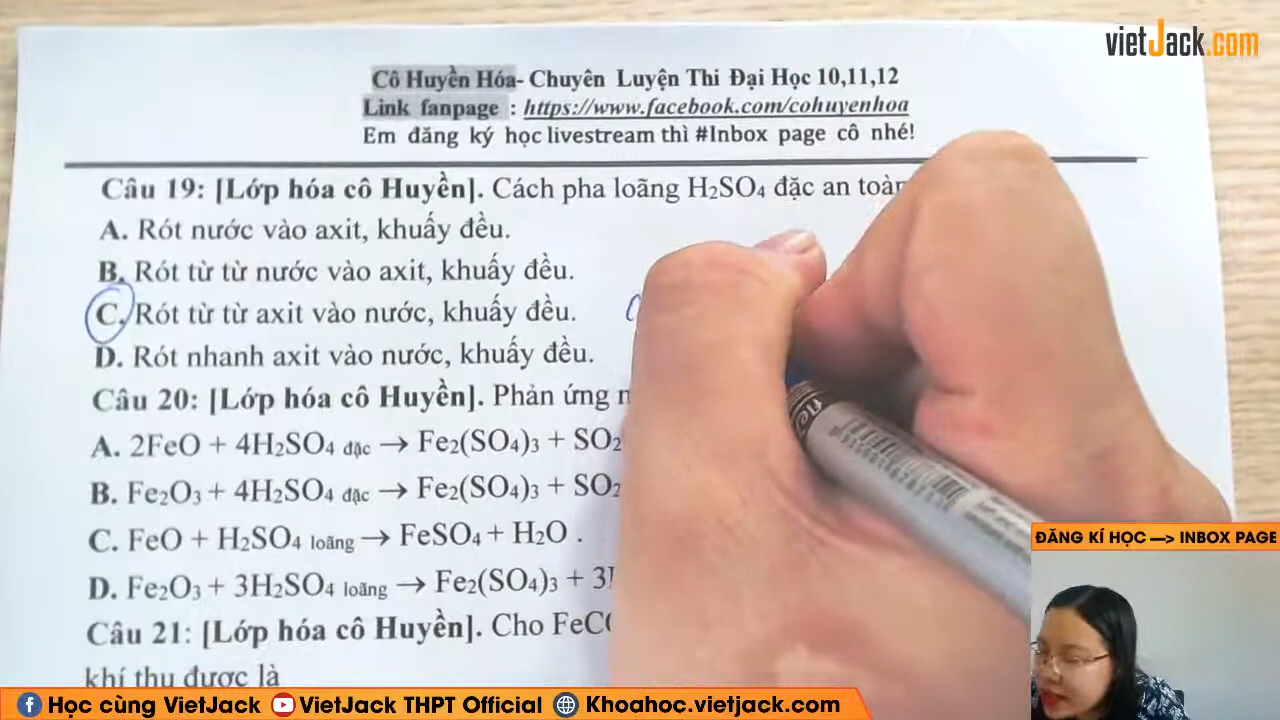 vietJack.com
Cô Huyền Hóa- Chuyên Luyện Thi Đại Học 10,11,12
Link fanpage : https://www.facebook.com/cohuyenhoa
Em đăng ký học livestream thì #Inbox page cô nhé!
Câu 19: [Lớp hóa cô Huyền]. Cách pha loãng H₂SO₄ đặc an toàn
A. Rót nước vào axit, khuấy đều.
B. Rót từ từ nước vào axit, khuấy đều.
C. Rót từ từ axit vào nước, khuấy đều.
D. Rót nhanh axit vào nước, khuấy đều.
Câu 20: [Lớp hóa cô Huyền]. Phản ứng
A. 2FeO + 4H₂SO₄ đặc → Fe₂(SO₄)₃ + SO₂
B. Fe₂O₃ + 4H₂SO₄ đặc → Fe₂(SO₄)₃ + SO₂
C. FeO + H₂SO₄ loãng → FeSO₄ + H₂O .
D. Fe₂O₃ + 3H₂SO₄ loãng → Fe₂(SO₄)₃ + 3
Câu 21: [Lớp hóa cô Huyền]. Cho
khí thu được là
ĐĂNG KÍ HỌC —> INBOX PAGE
Học cùng VietJack VietJack THPT Official Khoahoc.vietjack.com